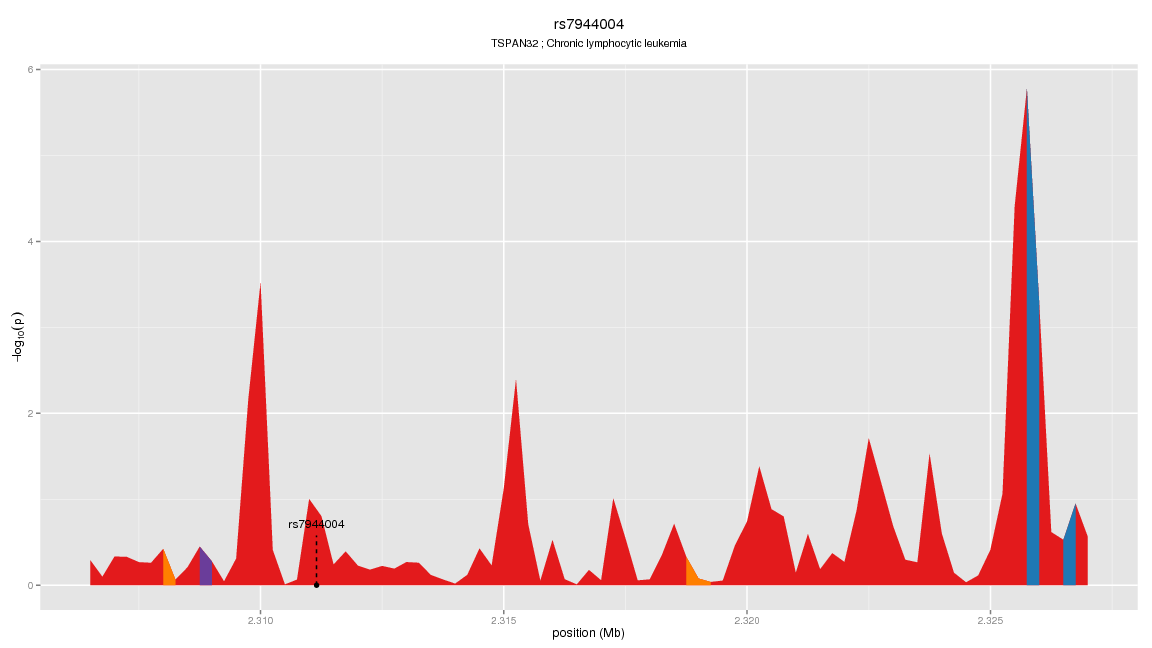 rs7944004
TSPAN32 ; Chronic lymphocytic leukemia
6
4
2
0
−log10(p)
rs7944004
2.310 2.315 2.320 2.325
position (Mb)